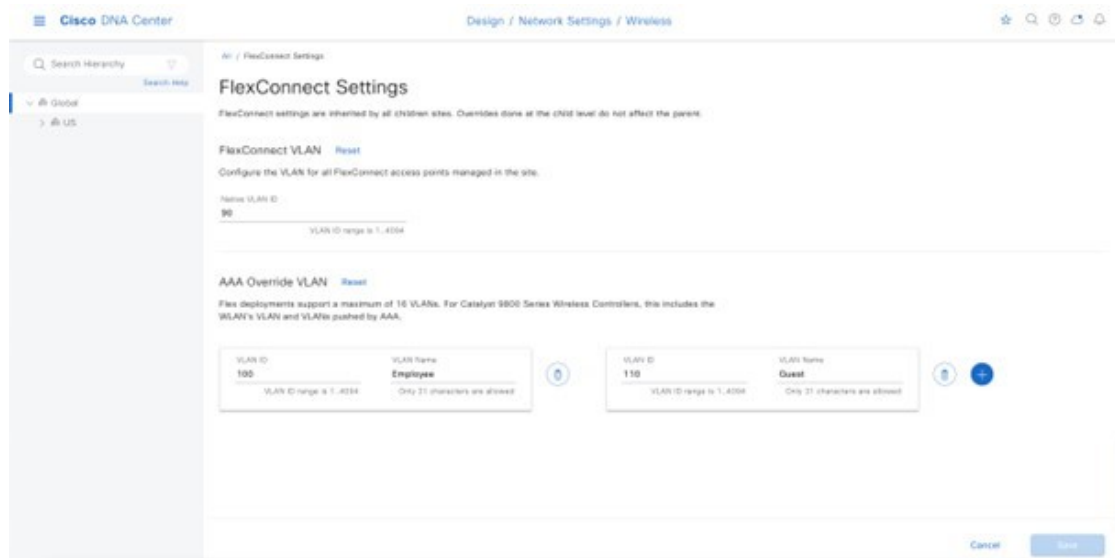 Cisco DNA Center
Design / Network Settings / Wireless
Search Hierarchy
Search Help
Global
US
All / FlexConnect Settings
FlexConnect Settings
FlexConnect settings are inherited by all children sites. Overrides done at the child level do not affect the parent.
FlexConnect VLAN Reset
Configure the VLAN for all FlexConnect access points managed in the site.
Native VLAN ID
90
VLAN ID range is 1..4094
AAA Override VLAN Reset
Flex deployments support a maximum of 16 VLANs. For Catalyst 9800 Series Wireless Controllers, this includes the
WLAN's VLAN and VLANs pushed by AAA.
VLAN ID VLAN Name VLAN ID VLAN Name
100 Employee 110 Guest
VLAN ID range is 1..4094 Only 31 characters are allowed VLAN ID range is 1..4094 Only 31 characters are allowed
Cancel Save